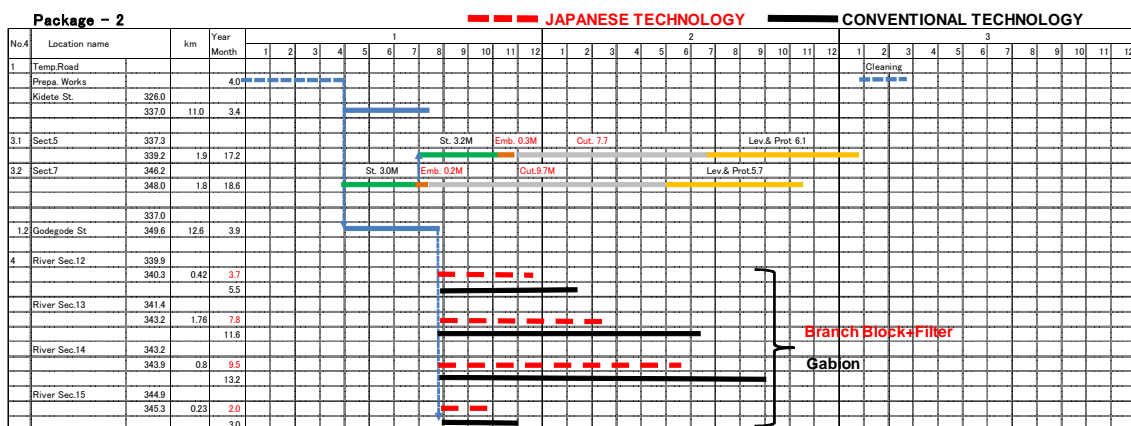 Package - 2
JAPANESE TECHNOLOGY CONVENTIONAL TECHNOLOGY
No.4 Location name km Year 1 2 3
Month 1 2 3 4 5 6 7 8 9 10 11 12 1 2 3 4 5 6 7 8 9 10 11 12 1 2 3 4 5 6 7 8 9 10 11 12
1 Temp.Road Cleaning
Prepa. Works 4.0
Kidete St. 326.0
337.0 11.0 3.4
3.1 Sect.5 337.3 St. 3.2M Emb. 0.3M Cut. 7.7 Lev.& Prot 6.1
339.2 1.9 17.2
3.2 Sect.7 346.2 St. 3.0M Emb. 0.2M Cut.9.7M Lev.& Prot.5.7
348.0 1.8 18.6
337.0
1.2 Godegode St 349.6 12.6 3.9
4 River Sec.12 339.9
340.3 0.42 3.7
5.5
River Sec.13 341.4
343.2 1.76 7.8
11.6 Branch Block+Filter
River Sec.14 343.2
343.9 0.8 9.5 Gabion
13.2
River Sec.15 344.9
345.3 0.23 2.0
3.0